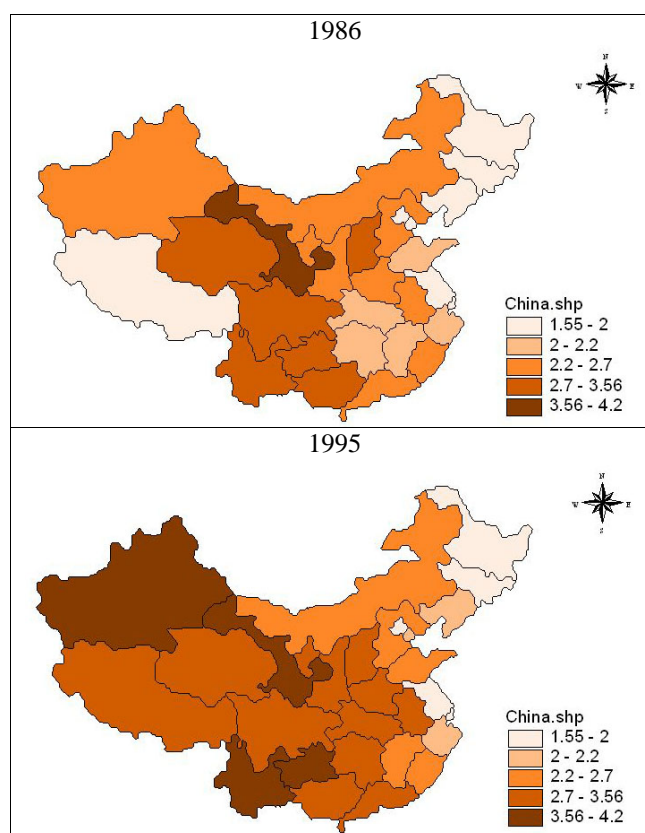 1986
N
W E
S
China.shp
1.55 - 2
2 - 2.2
2.2 - 2.7
2.7 - 3.56
3.56 - 4.2
1995
N
W E
S
China.shp
1.55 - 2
2 - 2.2
2.2 - 2.7
2.7 - 3.56
3.56 - 4.2